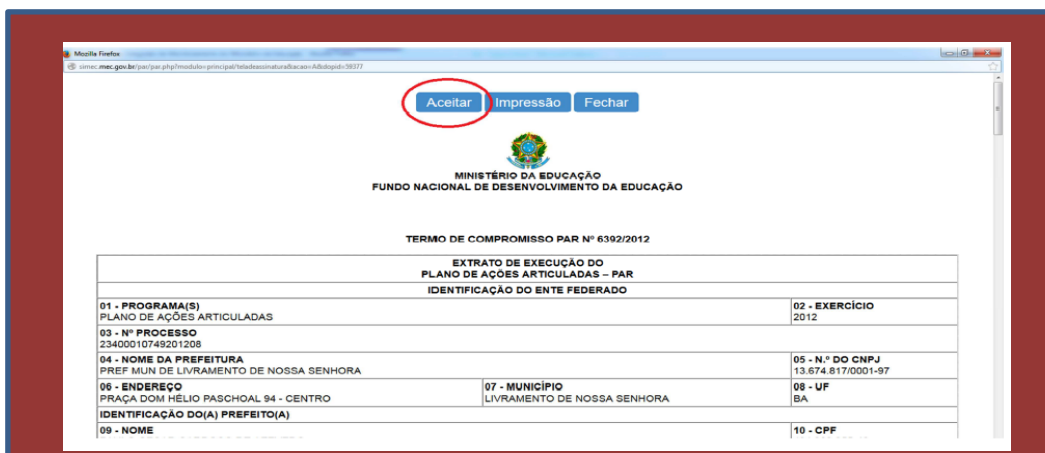 Mozilla Firefox
simec.mec.gov.br/par/par.php?modulo=principal/teladeassinatura&acao=A&dopid=39377
Aceitar Impressão Fechar
MINISTÉRIO DA EDUCAÇÃO
FUNDO NACIONAL DE DESENVOLVIMENTO DA EDUCAÇÃO
TERMO DE COMPROMISSO PAR Nº 6392/2012
EXTRATO DE EXECUÇÃO DO
PLANO DE AÇÕES ARTICULADAS – PAR
IDENTIFICAÇÃO DO ENTE FEDERADO
01 - PROGRAMA(S) 02 - EXERCÍCIO
PLANO DE AÇÕES ARTICULADAS 2012
03 - Nº PROCESSO
23400010749201208
04 - NOME DA PREFEITURA 05 - N.º DO CNPJ
PREF MUN DE LIVRAMENTO DE NOSSA SENHORA 13.674.817/0001-97
06 - ENDEREÇO 07 - MUNICÍPIO 08 - UF
PRAÇA DOM HÉLIO PASCHOAL 94 - CENTRO LIVRAMENTO DE NOSSA SENHORA BA
IDENTIFICAÇÃO DO(A) PREFEITO(A)
09 - NOME 10 - CPF